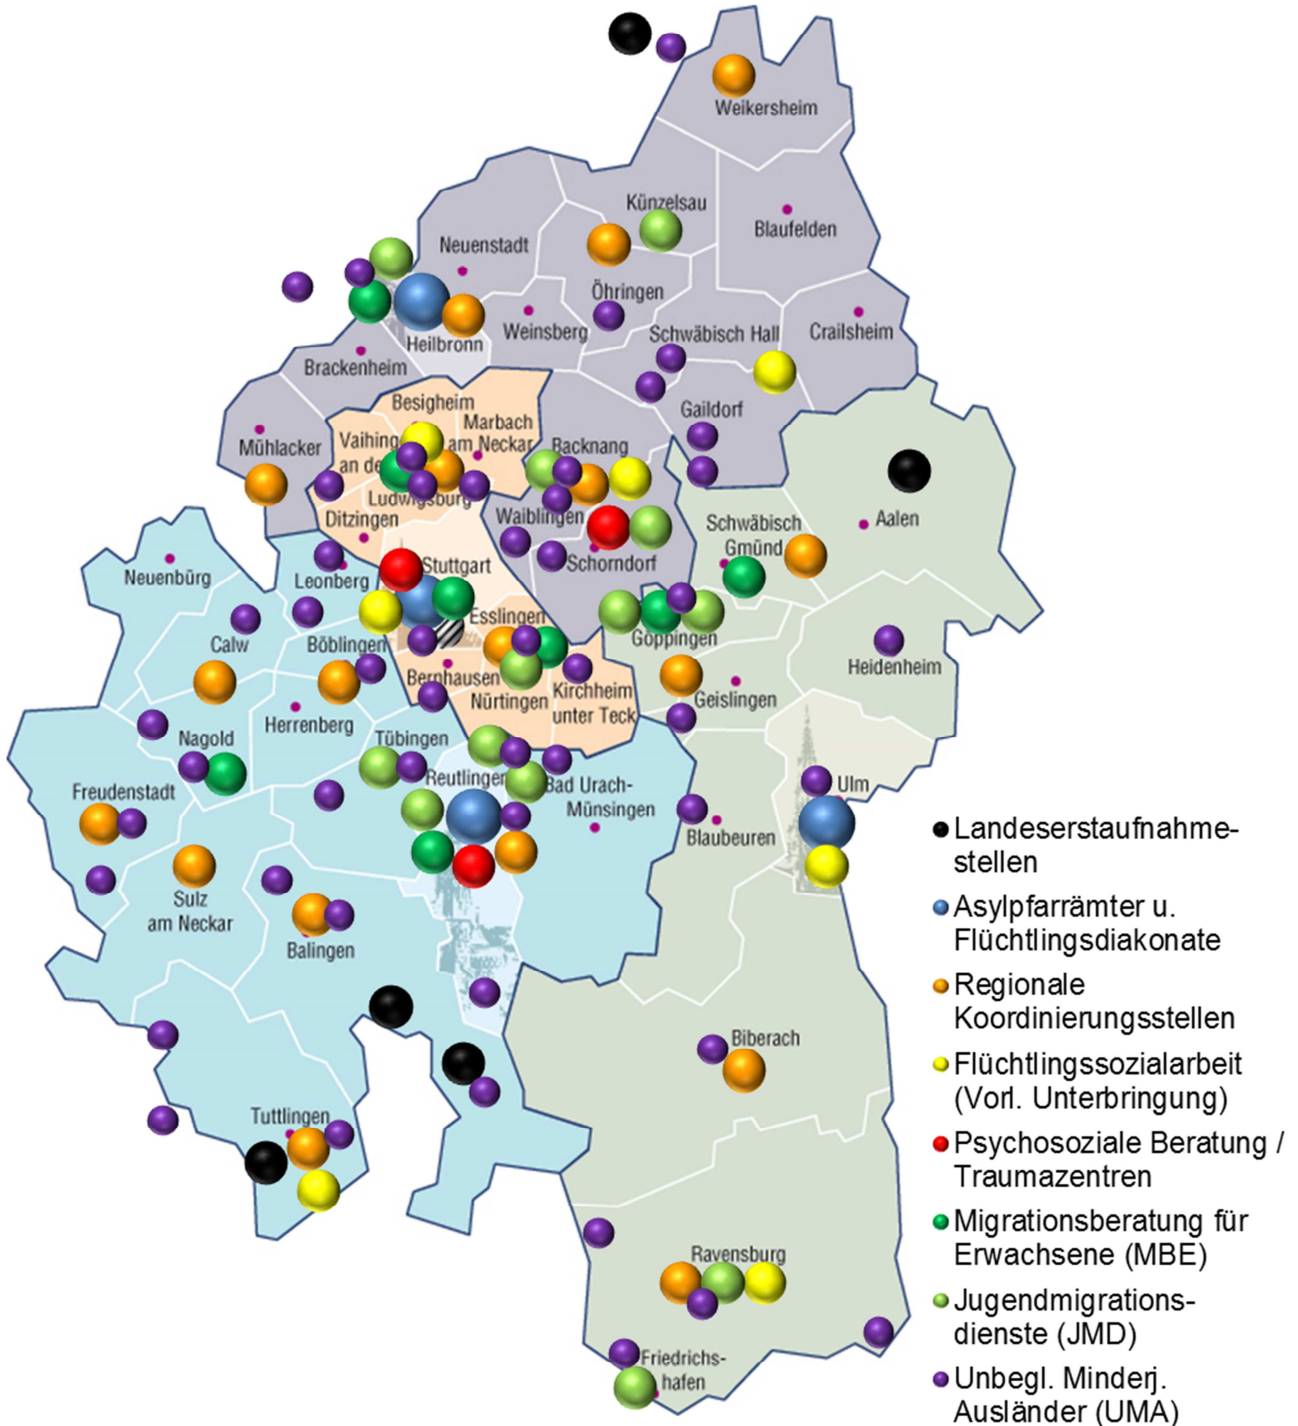 Weikersheim
Künzelsau
Blaufelden
Neuenstadt
Öhringen
Weinsberg
Schwäbisch Hall
Crailsheim
Heilbronn
Brackenheim
Besigheim
Gaildorf
Marbach
am Neckar
Mühlacker
Vaihing
an de
Backnang
Ludwigsburg
Ditzingen
Waiblingen
Schwäbisch
Gmünd
Aalen
Schorndorf
Neuenbürg
Leonberg
Stuttgart
Esslingen
Göppingen
Calw
Böblingen
Heidenheim
Bernhausen
Nürtingen
Kirchheim
unter Teck
Geislingen
Herrenberg
Nagold
Tübingen
Reutlingen
Bad Urach-
Münsingen
Ulm
Freudenstadt
Blaubeuren
Sulz
am Neckar
Balingen
Biberach
Tuttlingen
Ravensburg
Friedrichs-
hafen
Landeserstaufnahme-
stellen
Asylpfarrämter u.
Flüchtlingsdiakonate
Regionale
Koordinierungsstellen
Flüchtlingssozialarbeit
(Vorl. Unterbringung)
Psychosoziale Beratung /
Traumazentren
Migrationsberatung für
Erwachsene (MBE)
Jugendmigrations-
dienste (JMD)
Unbegl. Minderj.
Ausländer (UMA)